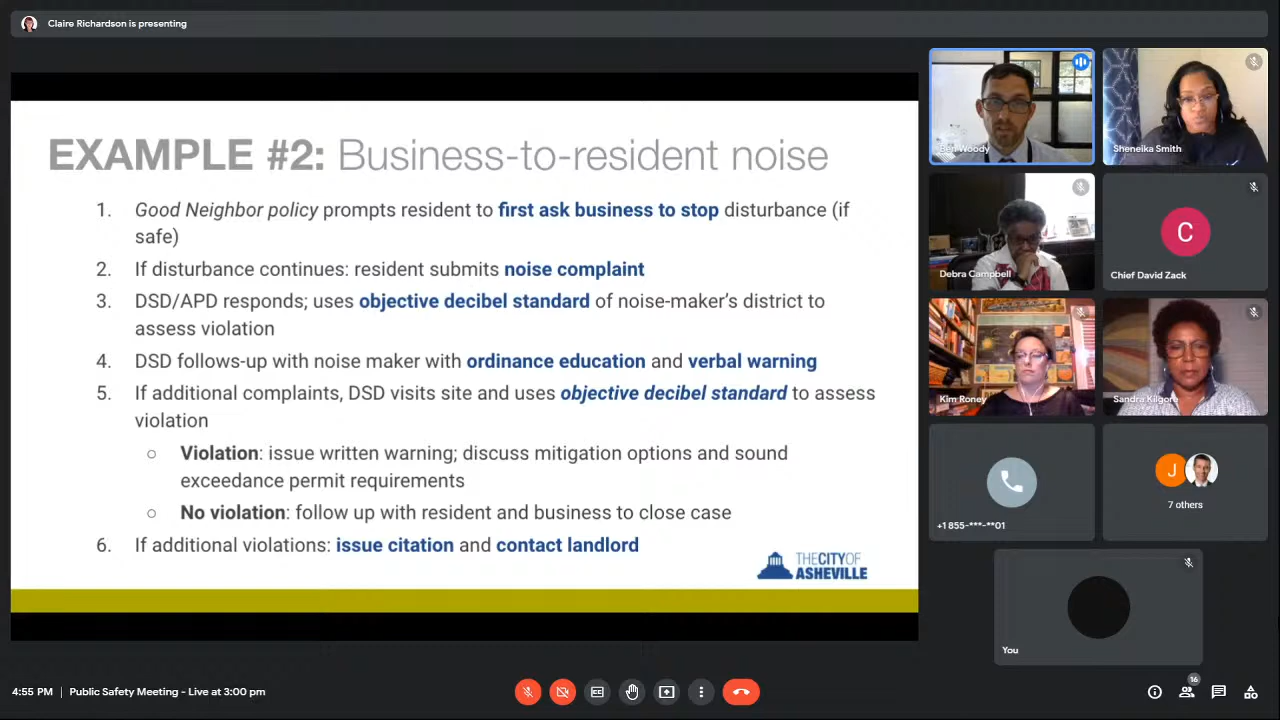 Claire Richardson is presenting
EXAMPLE #2: Business-to-resident noise
1. Good Neighbor policy prompts resident to first ask business to stop disturbance (if
safe)
2. If disturbance continues: resident submits noise complaint
3. DSD/APD responds; uses objective decibel standard of noise-maker's district to
assess violation
4. DSD follows-up with noise maker with ordinance education and verbal warning
5. If additional complaints, DSD visits site and uses objective decibel standard to assess
violation
○ Violation: issue written warning; discuss mitigation options and sound
exceedance permit requirements
○ No violation: follow up with resident and business to close case
6. If additional violations: issue citation and contact landlord
THE CITY OF
ASHEVILLE
Ben Woody
Sheneika Smith
Debra Campbell
C
Chief David Zack
Kim Roney
Sandra Kilgore
+1 855-***-**01
J
7 others
You
4:55 PM | Public Safety Meeting - Live at 3:00 pm
CC
16